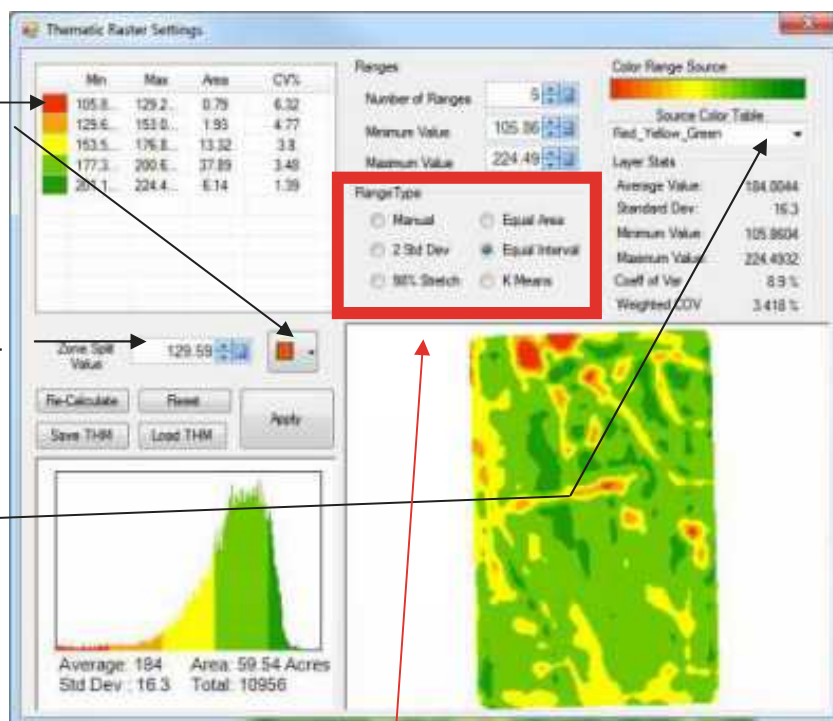 Thematic Raster Settings
Min Max Area CV%
105.8... 129.2... 0.79 6.32
129.6... 153.0... 1.93 4.77
153.5... 176.8... 13.32 3.8
177.3... 200.6... 37.89 3.48
201.1... 224.4... 6.14 1.39
Ranges
Number of Ranges 5
Minimum Value 105.86
Maximum Value 224.49
RangeType
Manual Equal Area
2 Std Dev Equal Interval
98% Stretch K Means
Color Range Source
Source Color Table
Red_Yellow_Green
Layer Stats
Average Value: 184.0044
Standard Dev: 16.3
Minimum Value: 105.8604
Maximum Value: 224.4932
Coeff of Var 8.9 %
Weighted COV 3.418 %
Zone Split Value 129.59
Re-Calculate Reset Apply
Save THM Load THM
Average: 184 Area: 59.54 Acres
Std Dev : 16.3 Total: 10956